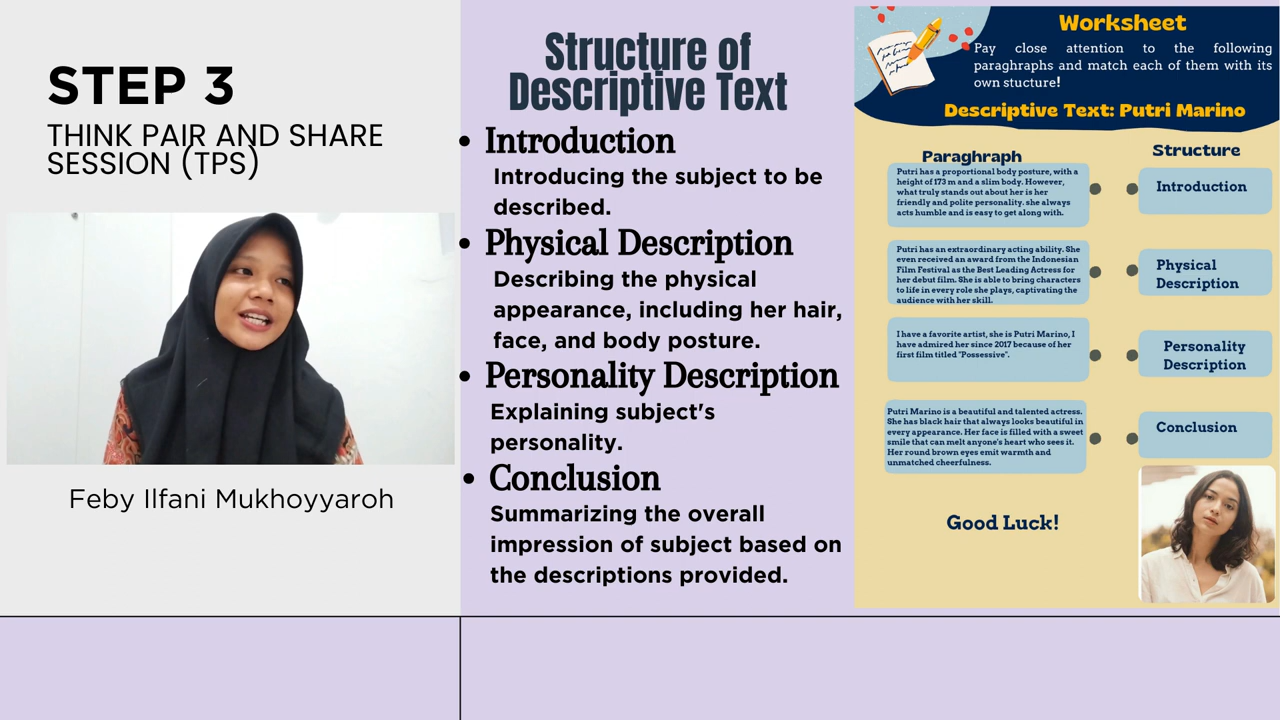 STEP 3
THINK PAIR AND SHARE
SESSION (TPS)
Feby Ilfani Mukhoyyaroh
Structure of
Descriptive Text
• Introduction
Introducing the subject to be
described.
• Physical Description
Describing the physical
appearance, including her hair,
face, and body posture.
• Personality Description
Explaining subject's
personality.
• Conclusion
Summarizing the overall
impression of subject based on
the descriptions provided.
Worksheet
Pay close attention to the following
paragraphs and match each of them with its
own stucture!
Descriptive Text: Putri Marino
Paraghraph
Putri has a proportional body posture, with a
height of 173 m and a slim body. However,
what truly stands out about her is her
friendly and polite personality. she always
acts humble and is easy to get along with.
Putri has an extraordinary acting ability. She
even received an award from the Indonesian
Film Festival as the Best Leading Actress for
her debut film. She is able to bring characters
to life in every role she plays, captivating the
audience with her skill.
I have a favorite artist, she is Putri Marino, I
have admired her since 2017 because of her
first film titled "Possessive".
Putri Marino is a beautiful and talented actress.
She has black hair that always looks beautiful in
every appearance. Her face is filled with a sweet
smile that can melt anyone's heart who sees it.
Her round brown eyes emit warmth and
unmatched cheerfulness.
Structure
Introduction
Physical
Description
Personality
Description
Conclusion
Good Luck!